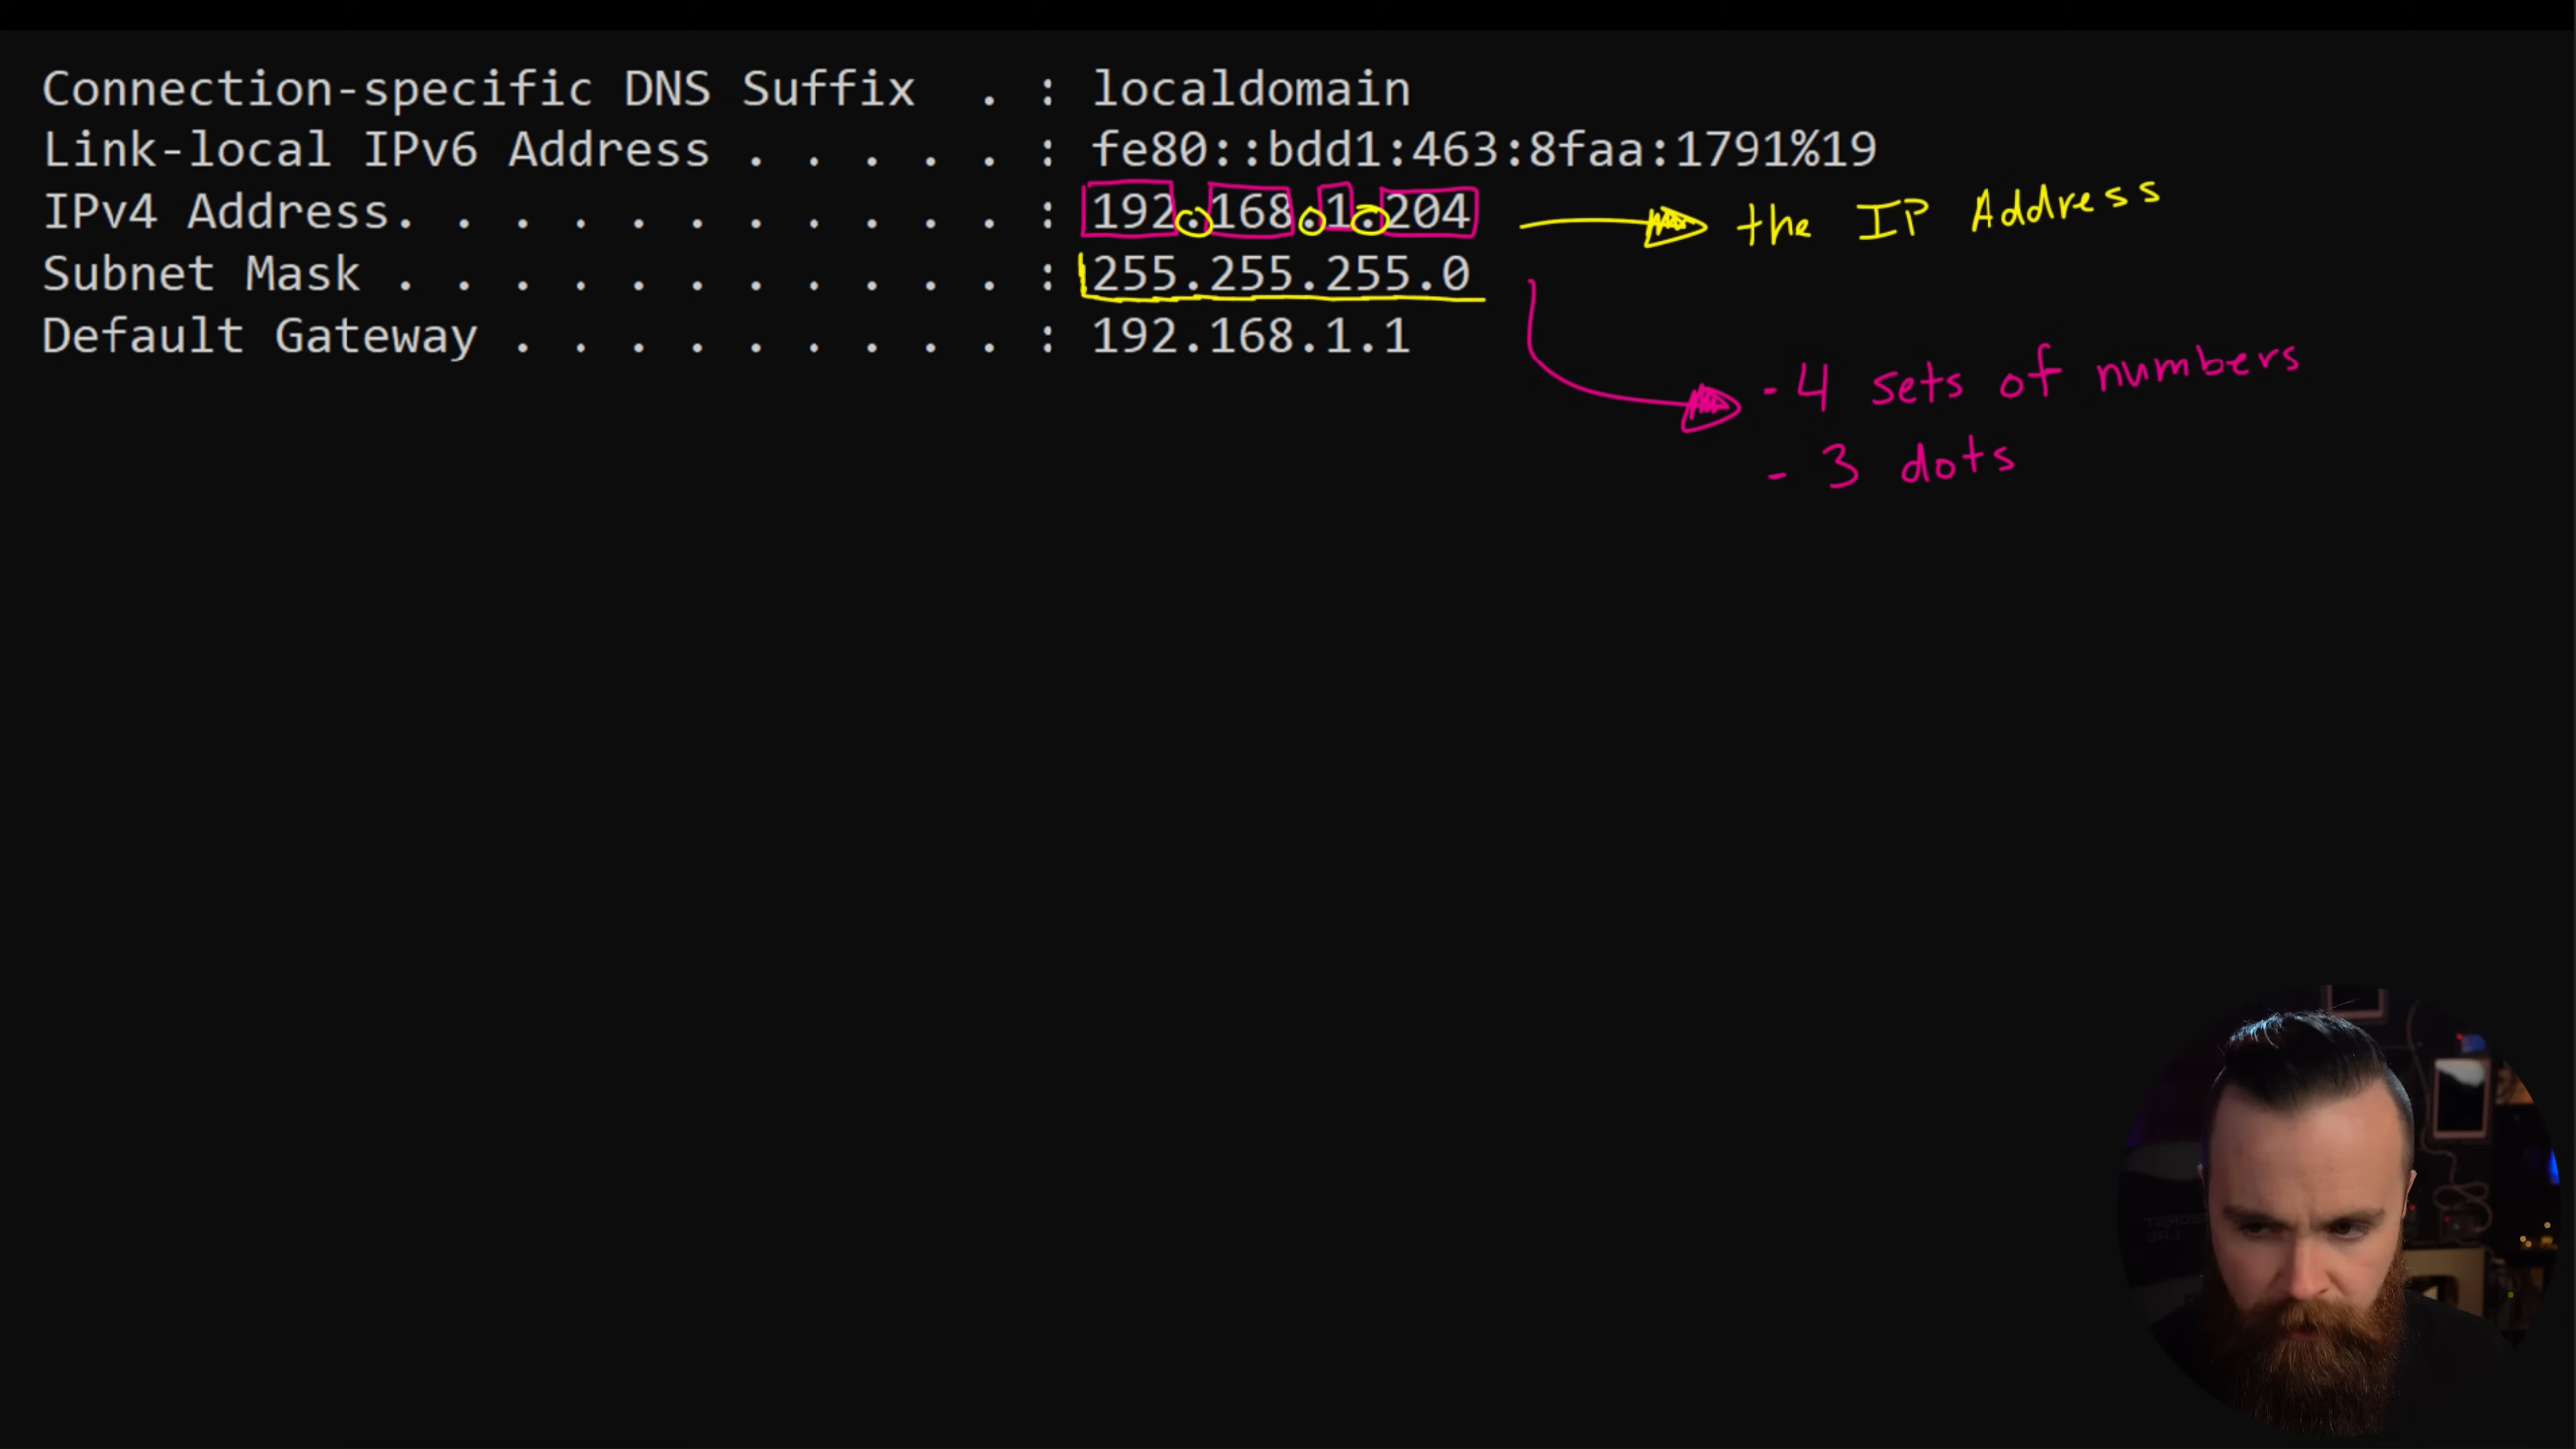 Connection-specific DNS Suffix  . : localdomain
Link-local IPv6 Address . . . . . : fe80::bdd1:463:8faa:1791%19
IPv4 Address. . . . . . . . . . . : 192.168.1.204 the IP Address
Subnet Mask . . . . . . . . . . . : 255.255.255.0
Default Gateway . . . . . . . . . : 192.168.1.1
- 4 sets of numbers
- 3 dots